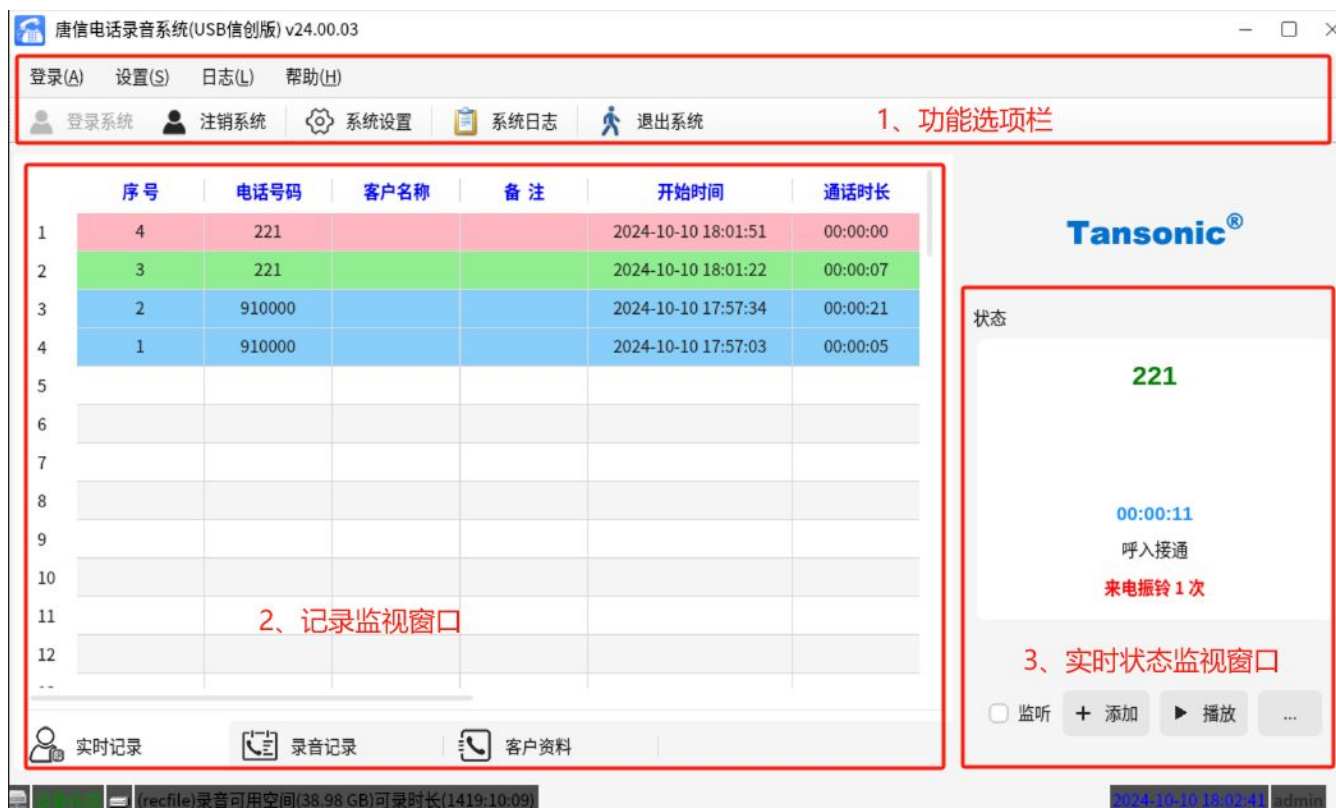 唐信电话录音系统(USB信创版) v24.00.03
登录(A) 设置(S) 日志(L) 帮助(H)
登录系统 注销系统 系统设置 系统日志 退出系统 1、功能选项栏
序号 电话号码 客户名称 备 注 开始时间 通话时长
1 4 221 2024-10-10 18:01:51 00:00:00
2 3 221 2024-10-10 18:01:22 00:00:07
3 2 910000 2024-10-10 17:57:34 00:00:21
4 1 910000 2024-10-10 17:57:03 00:00:05
5
6
7
8
9
10
11
12
2、记录监视窗口
实时记录 录音记录 客户资料
Tansonic®
状态
221
00:00:11
呼入接通
来电振铃 1 次
3、实时状态监视窗口
监听 + 添加 播放 ...
(recfile)录音可用空间(38.98 GB)可录时长(1419:10:09)
2024-10-10 18:02:41 admin